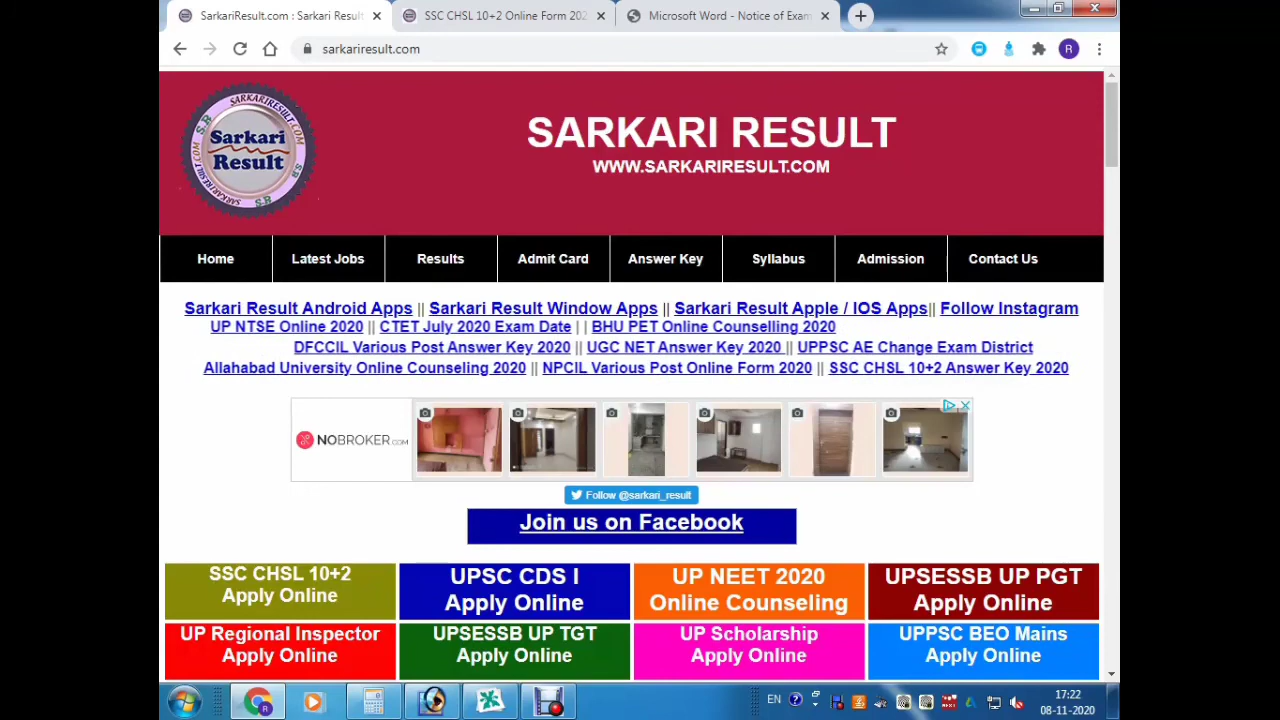 SarkariResult.com : Sarkari Result
SSC CHSL 10+2 Online Form 202
Microsoft Word - Notice of Exam
sarkariresult.com
R
SARKARIRESULT.COM
S.R
Sarkari
Result
SARKARI RESULT
WWW.SARKARIRESULT.COM
Home
Latest Jobs
Results
Admit Card
Answer Key
Syllabus
Admission
Contact Us
Sarkari Result Android Apps || Sarkari Result Window Apps || Sarkari Result Apple / IOS Apps|| Follow Instagram
UP NTSE Online 2020 || CTET July 2020 Exam Date | | BHU PET Online Counselling 2020
DFCCIL Various Post Answer Key 2020 || UGC NET Answer Key 2020 || UPPSC AE Change Exam District
Allahabad University Online Counseling 2020 || NPCIL Various Post Online Form 2020 || SSC CHSL 10+2 Answer Key 2020
NOBROKER.COM
Follow @sarkari_result
Join us on Facebook
SSC CHSL 10+2
Apply Online
UPSC CDS I
Apply Online
UP NEET 2020
Online Counseling
UPSESSB UP PGT
Apply Online
UP Regional Inspector
Apply Online
UPSESSB UP TGT
Apply Online
UP Scholarship
Apply Online
UPPSC BEO Mains
Apply Online
EN
17:22
08-11-2020